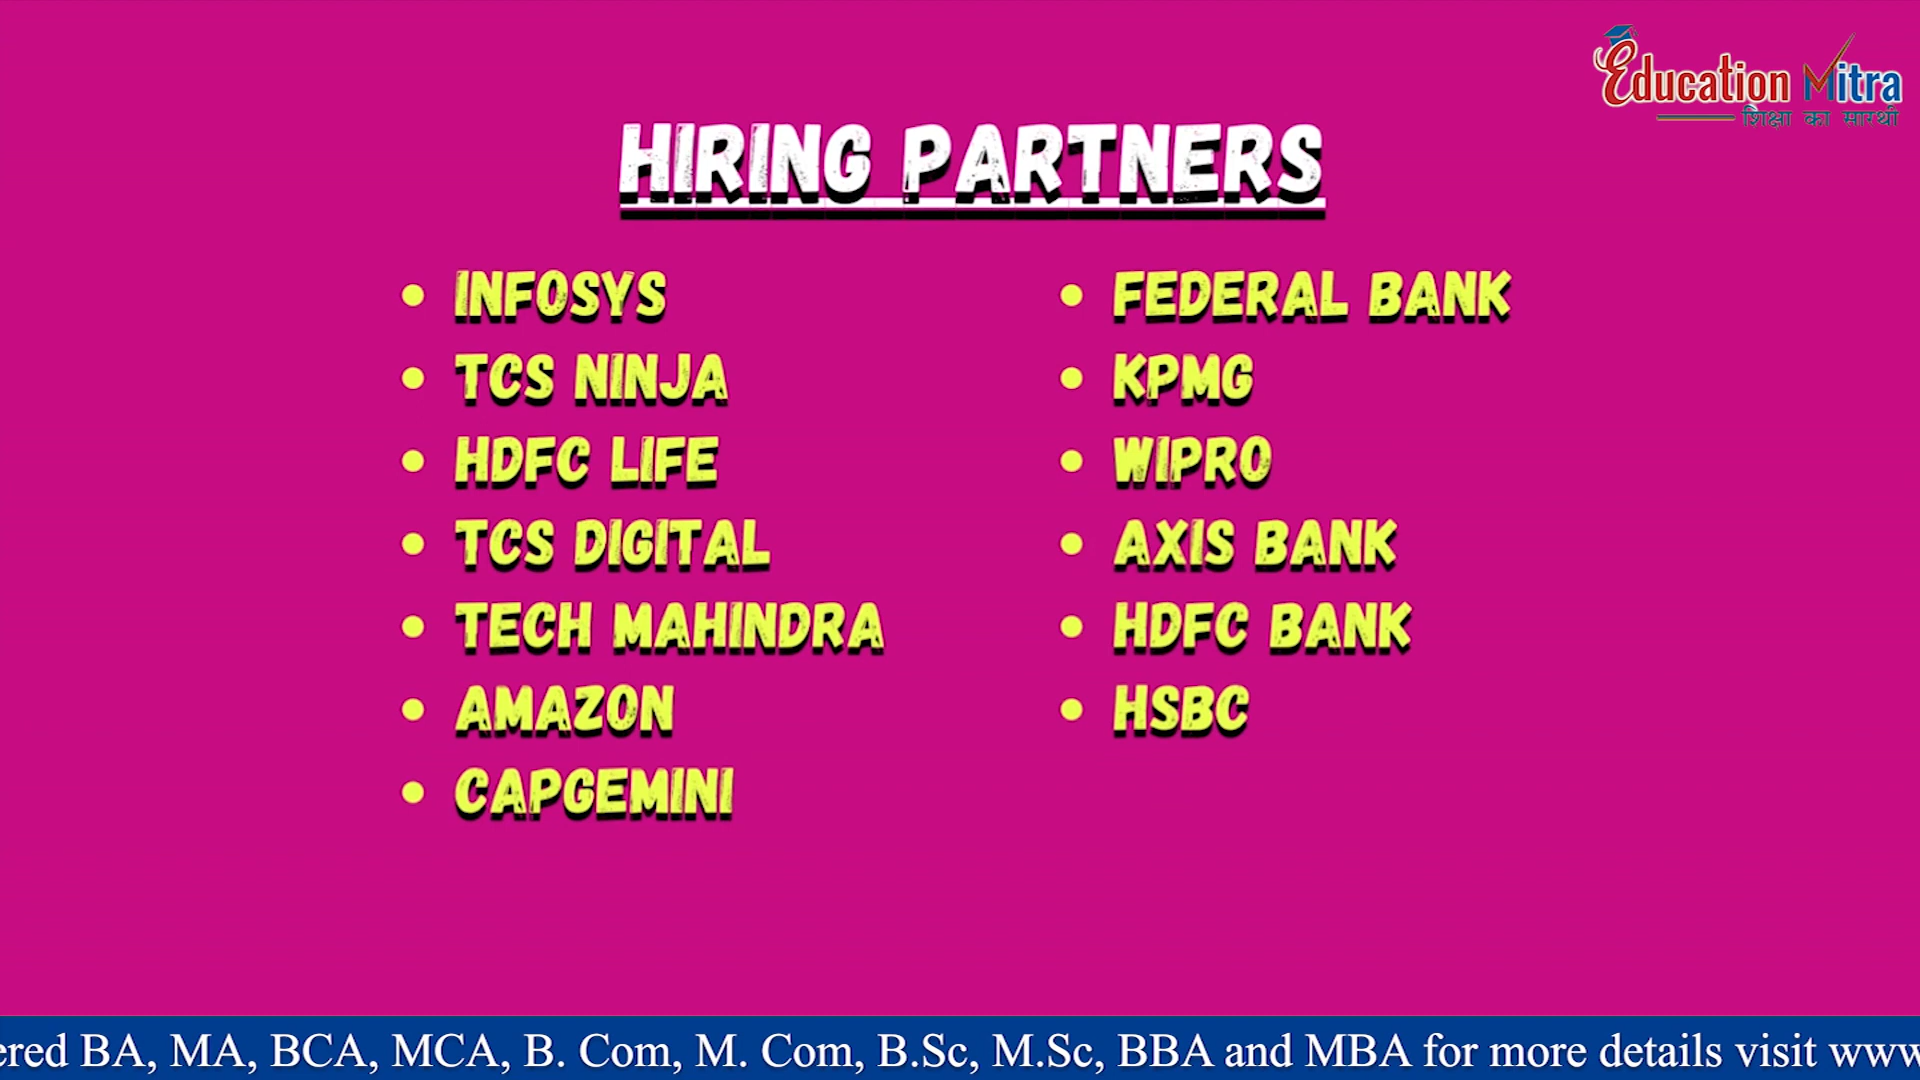 Education Mitra
शिक्षा का सारथी
HIRING PARTNERS
• INFOSYS
• TCS NINJA
• HDFC LIFE
• TCS DIGITAL
• TECH MAHINDRA
• AMAZON
• CAPGEMINI
• FEDERAL BANK
• KPMG
• WIPRO
• AXIS BANK
• HDFC BANK
• HSBC
ered BA, MA, BCA, MCA, B. Com, M. Com, B.Sc, M.Sc, BBA and MBA for more details visit www